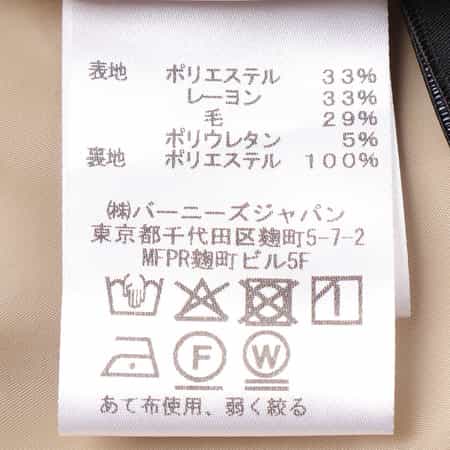 表地 ポリエステル 33%
レーヨン 33%
毛 29%
ポリウレタン 5%
裏地 ポリエステル 100%
㈱バーニーズジャパン
東京都千代田区麹町5-7-2
MFPR麹町ビル5F
F W
あて布使用、弱く絞る